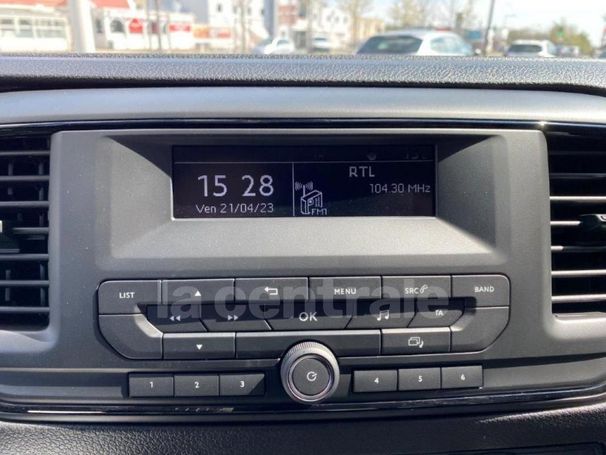 15 28
Ven 21/04/23
RTL
104.30 MHz
FM1
LIST
MENU
SRC
BAND
la centrale
OK
TA
1 2 3 4 5 6